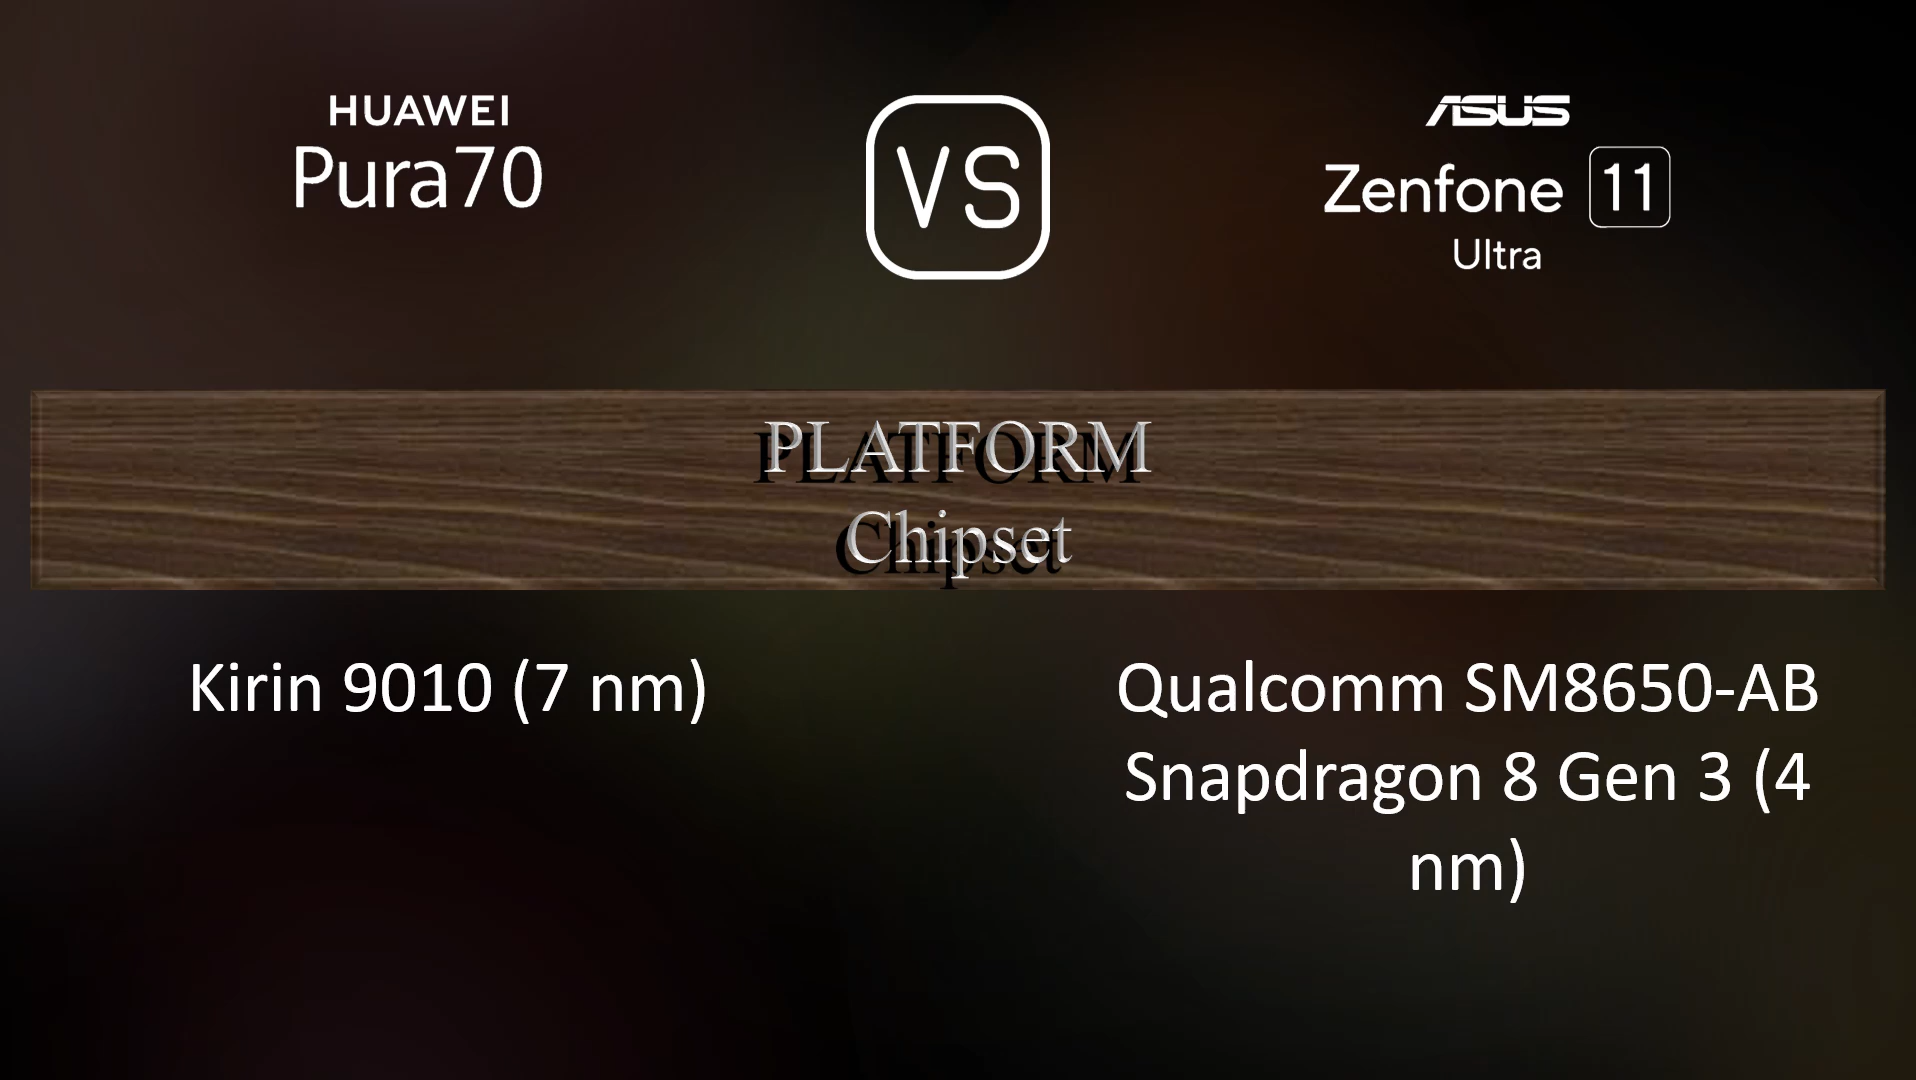 HUAWEI
Pura70
VS
ASUS
Zenfone 11
Ultra
PLATFORM
Chipset
Kirin 9010 (7 nm)
Qualcomm SM8650-AB
Snapdragon 8 Gen 3 (4
nm)